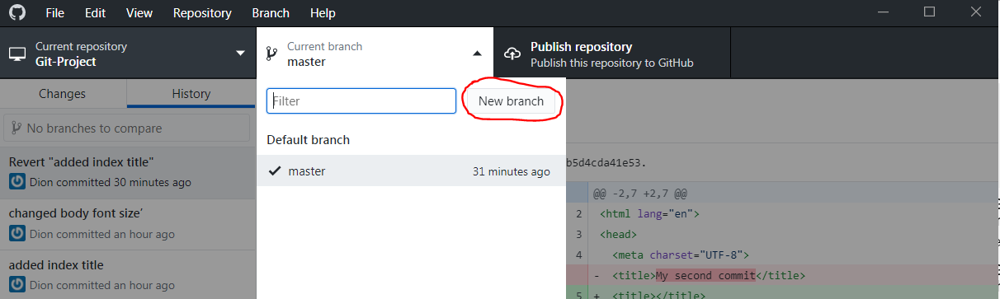 File Edit View Repository Branch Help
Current repository
Git-Project
Current branch
master
Publish repository
Publish this repository to GitHub
Changes History
No branches to compare
Revert "added index title"
Dion committed 30 minutes ago
changed body font size´
Dion committed an hour ago
added index title
Dion committed an hour ago
Filter
New branch
Default branch
master 31 minutes ago
b5d4cda41e53.
@@ -2,7 +2,7 @@
2 <html lang="en">
3 <head>
4 <meta charset="UTF-8">
- <title>My second commit</title>
5 + <title></title>